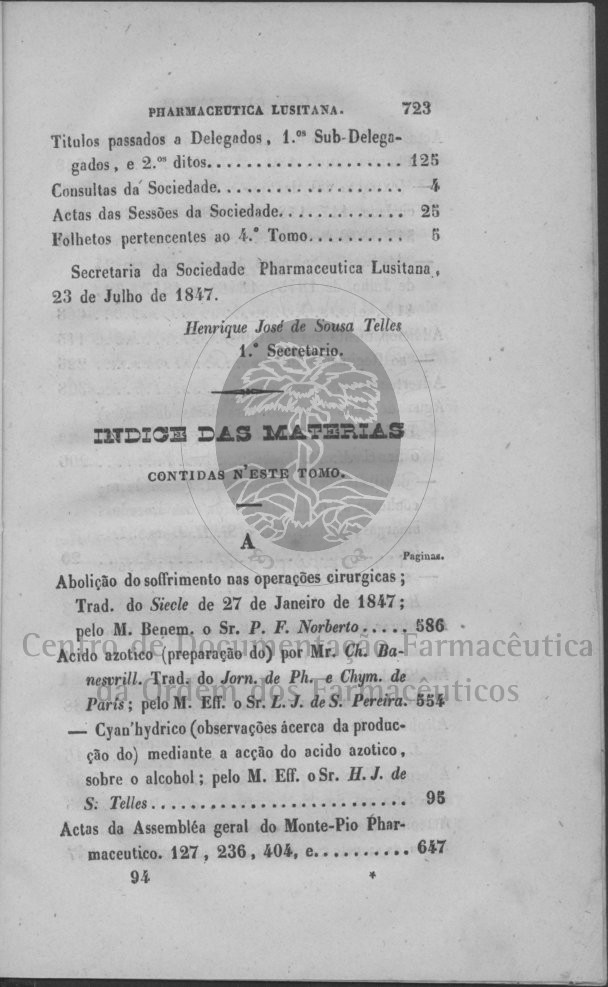 PHARMACEUTICA LUSITANA. 723
Titulos passados a Delegados, 1.ºˢ Sub-Delega-
gados, e 2.ºˢ ditos.................... 125
Consultas da Sociedade................... 4
Actas das Sessões da Sociedade............. 25
Folhetos pertencentes ao 4.º Tomo.......... 5
Secretaria da Sociedade Pharmaceutica Lusitana,
23 de Julho de 1847.
Henrique José de Sousa Telles
1.º Secretario.
INDICE DAS MATERIAS
CONTIDAS N'ESTE TOMO.
A
Paginas.
Abolição do soffrimento nas operações cirurgicas;
Trad. do Siecle de 27 de Janeiro de 1847;
pelo M. Benem. o Sr. P. F. Norberto..... 586
Centro de Documentação Farmacêutica
Acido azotico (preparação do) por Mr. Ch. Ba-
nesvrill. Trad. do Jorn. de Ph. e Chym. de
da Ordem dos Farmacêuticos
Paris; pelo M. Eff. o Sr. L. J. de S. Pereira. 554
— Cyan'hydrico (observações ácerca da produc-
ção do) mediante a acção do acido azotico,
sobre o alcohol; pelo M. Eff. o Sr. H. J. de
S: Telles.......................... 95
Actas da Assembléa geral do Monte-Pio Phar-
maceutico. 127, 236, 404, e.......... 647
94 *